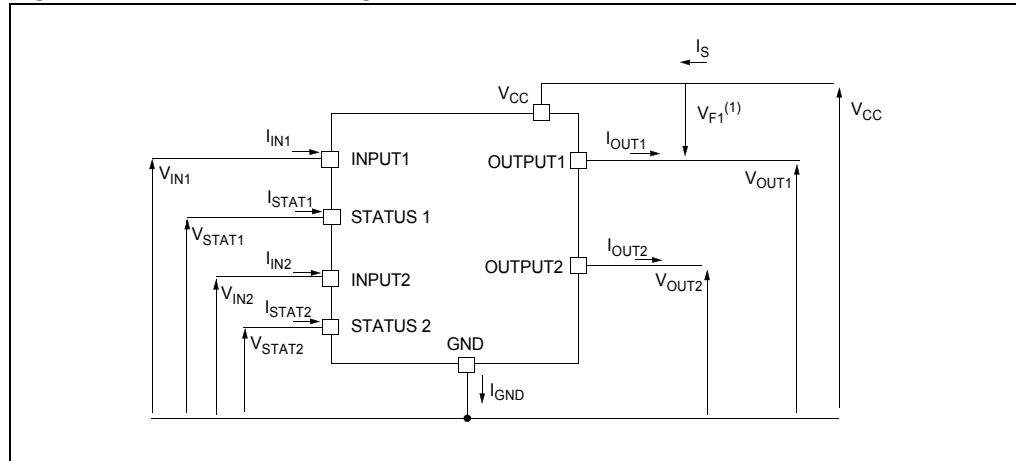 I_S
V_CC
V_F1^(1)
V_CC
I_IN1
INPUT1
OUTPUT1
I_OUT1
V_IN1
V_OUT1
I_STAT1
STATUS 1
V_STAT1
I_IN2
INPUT2
OUTPUT2
I_OUT2
V_IN2
V_OUT2
I_STAT2
STATUS 2
V_STAT2
GND
I_GND